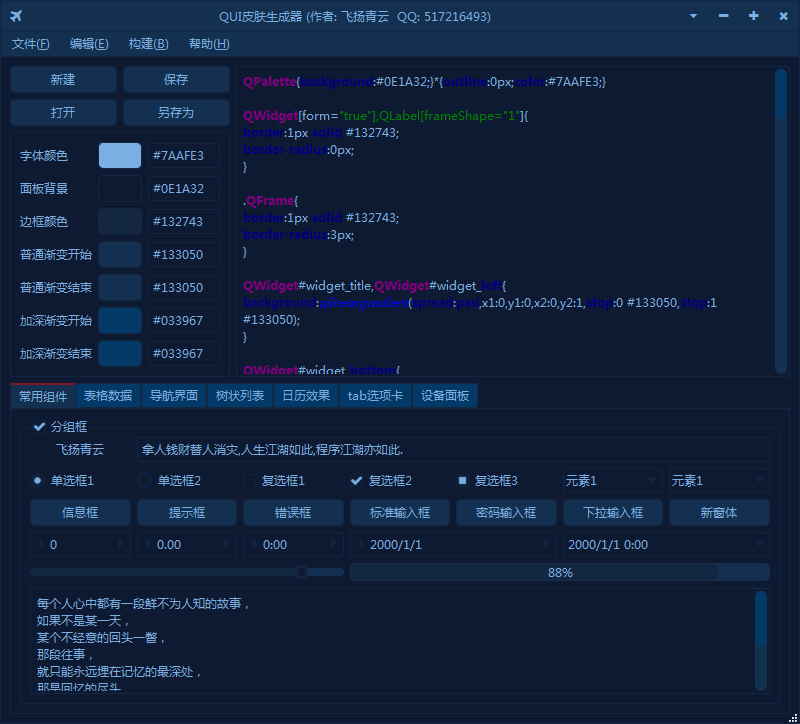 QUI皮肤生成器 (作者: 飞扬青云  QQ: 517216493)
文件(F) 编辑(E) 构建(B) 帮助(H)
新建 保存
打开 另存为
字体颜色 #7AAFE3
面板背景 #0E1A32
边框颜色 #132743
普通渐变开始 #133050
普通渐变结束 #133050
加深渐变开始 #033967
加深渐变结束 #033967
QPalette{background:#0E1A32;}*{outline:0px;color:#7AAFE3;}
QWidget[form="true"],QLabel[frameShape="1"]{
border:1px solid #132743;
border-radius:0px;
}
.QFrame{
border:1px solid #132743;
border-radius:3px;
}
QWidget#widget_title,QWidget#widget_left{
background:qlineargradient(spread:pad,x1:0,y1:0,x2:0,y2:1,stop:0 #133050,stop:1
#133050);
}
QWidget#widget_bottom{
常用组件 表格数据 导航界面 树状列表 日历效果 tab选项卡 设备面板
分组框
飞扬青云 拿人钱财替人消灾,人生江湖如此,程序江湖亦如此.
单选框1 单选框2 复选框1 复选框2 复选框3 元素1 元素1
信息框 提示框 错误框 标准输入框 密码输入框 下拉输入框 新窗体
0 0.00 0:00 2000/1/1 2000/1/1 0:00
88%
每个人心中都有一段鲜不为人知的故事，
如果不是某一天，
某个不经意的回头一瞥，
那段往事，
就只能永远埋在记忆的最深处，
那是回忆的尽头